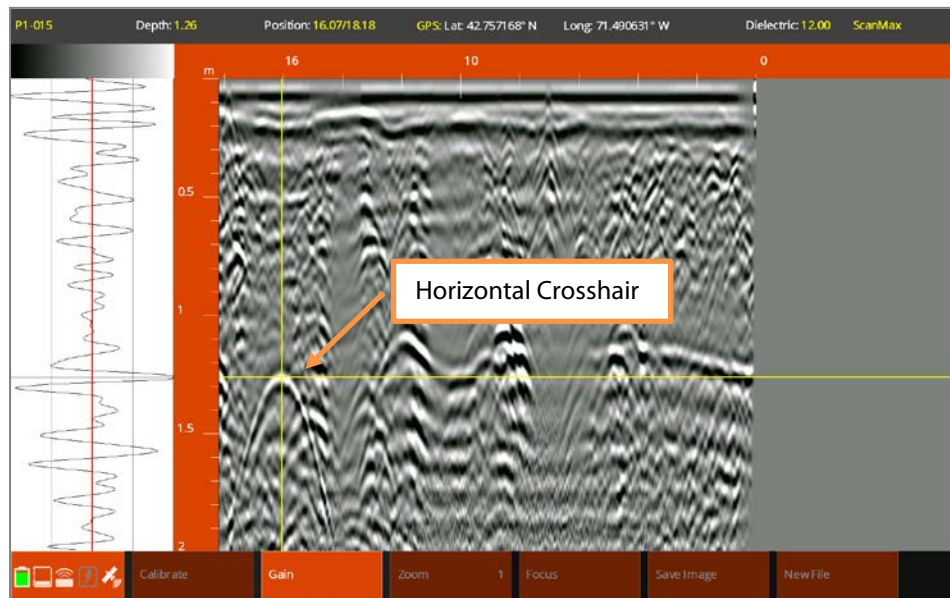 P1-015 Depth: 1.26 Position: 16.07/18.18 GPS: Lat: 42.757168° N Long: 71.490631° W Dielectric: 12.00 ScanMax
m 16 10 0
0.5
Horizontal Crosshair
1
1.5
2
Calibrate Gain Zoom 1 Focus Save Image New File